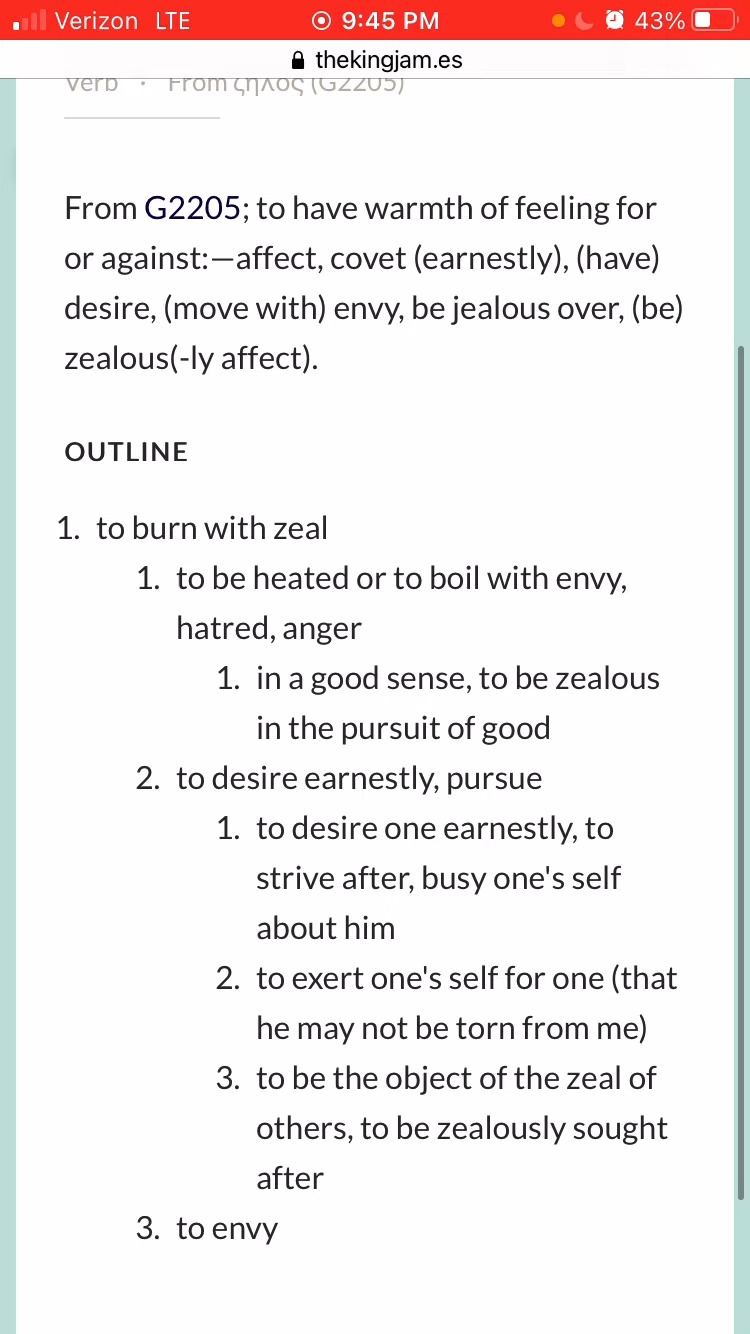 Verizon LTE 9:45 PM 43%
thekingjam.es
Verb · From ζῆλος (G2205)
From G2205; to have warmth of feeling for
or against:—affect, covet (earnestly), (have)
desire, (move with) envy, be jealous over, (be)
zealous(-ly affect).
OUTLINE
1. to burn with zeal
1. to be heated or to boil with envy,
hatred, anger
1. in a good sense, to be zealous
in the pursuit of good
2. to desire earnestly, pursue
1. to desire one earnestly, to
strive after, busy one's self
about him
2. to exert one's self for one (that
he may not be torn from me)
3. to be the object of the zeal of
others, to be zealously sought
after
3. to envy